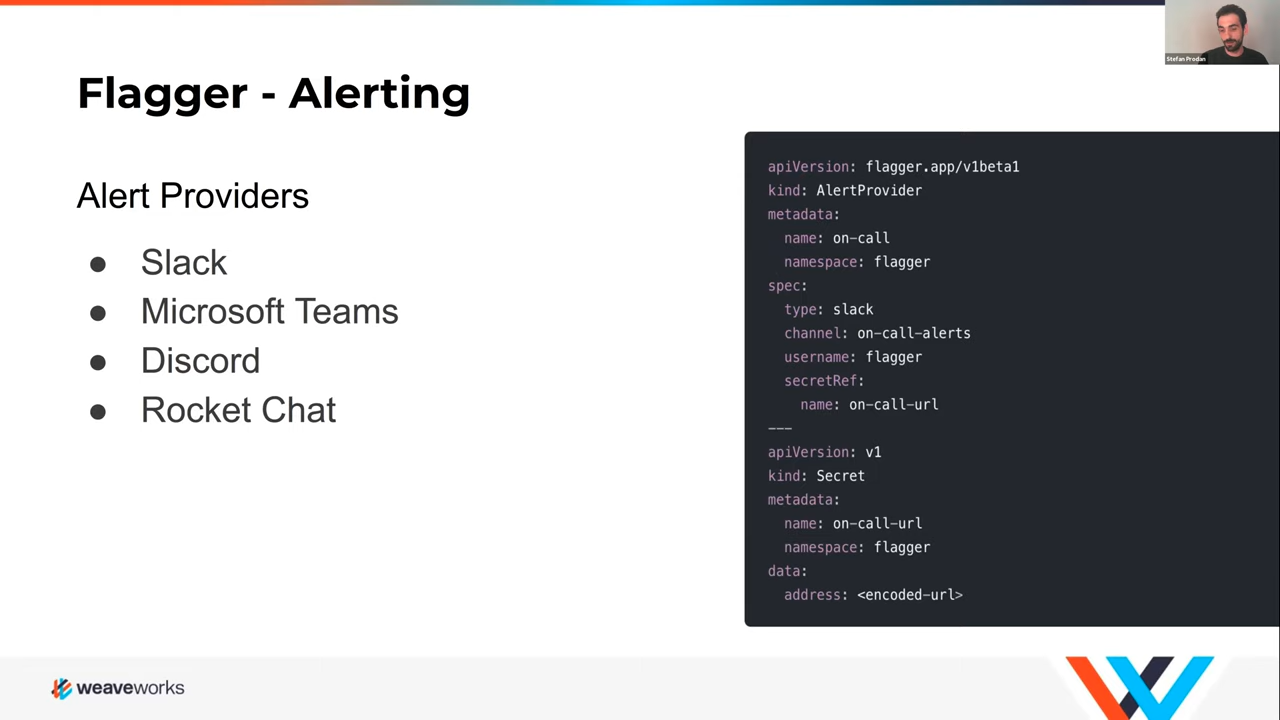 Stefan Prodan
Flagger - Alerting
Alert Providers
● Slack
● Microsoft Teams
● Discord
● Rocket Chat
apiVersion: flagger.app/v1beta1
kind: AlertProvider
metadata:
  name: on-call
  namespace: flagger
spec:
  type: slack
  channel: on-call-alerts
  username: flagger
  secretRef:
    name: on-call-url
---
apiVersion: v1
kind: Secret
metadata:
  name: on-call-url
  namespace: flagger
data:
  address: <encoded-url>
weaveworks